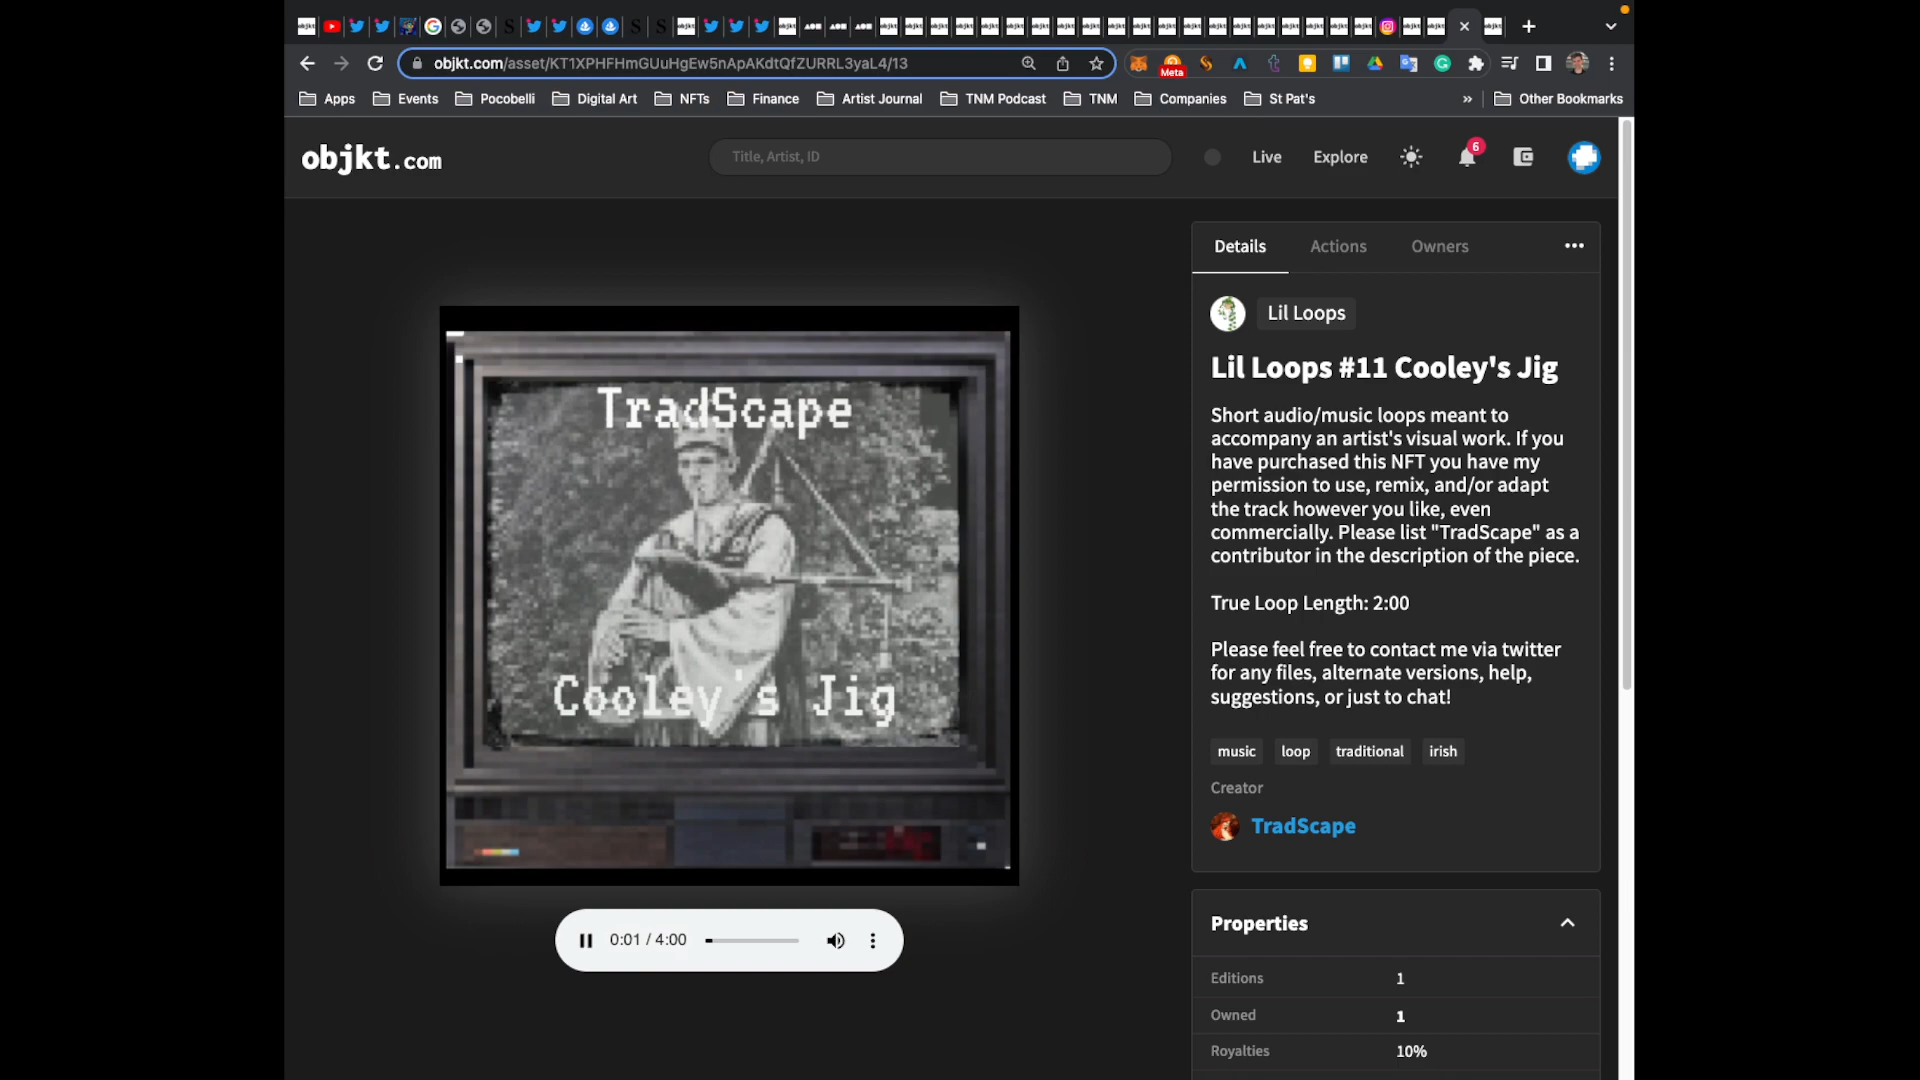 objkt.com/asset/KT1XPHFHmGUuHgEw5nApAKdtQfZURRL3yaL4/13
Meta
Apps
Events
Pocobelli
Digital Art
NFTs
Finance
Artist Journal
TNM Podcast
TNM
Companies
St Pat's
»
Other Bookmarks
objkt.com
Title, Artist, ID
Live
Explore
6
Details
Actions
Owners
Lil Loops
Lil Loops #11 Cooley's Jig
Short audio/music loops meant to
accompany an artist's visual work. If you
have purchased this NFT you have my
permission to use, remix, and/or adapt
the track however you like, even
commercially. Please list "TradScape" as a
contributor in the description of the piece.
True Loop Length: 2:00
Please feel free to contact me via twitter
for any files, alternate versions, help,
suggestions, or just to chat!
music
loop
traditional
irish
Creator
TradScape
TradScape
Cooley's Jig
0:01 / 4:00
Properties
Editions 1
Owned 1
Royalties 10%